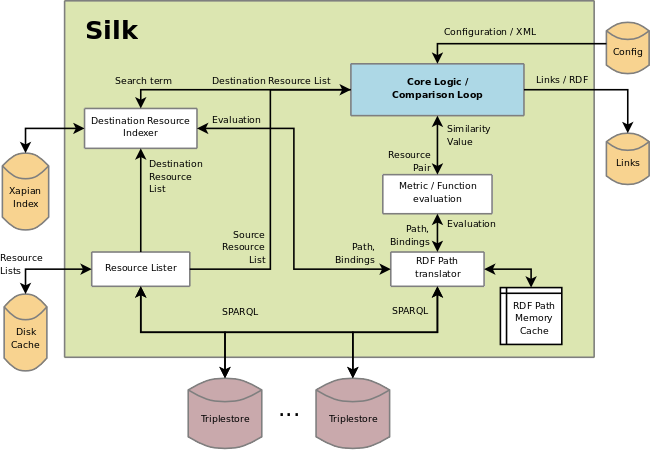 Silk
Configuration / XML
Config
Search term
Destination Resource List
Core Logic /
Comparison Loop
Links / RDF
Destination Resource
Indexer
Evaluation
Similarity
Value
Xapian
Index
Destination
Resource
List
Resource
Pair
Links
Metric / Function
evaluation
Source
Resource
List
Path,
Bindings
Path,
Bindings
Evaluation
Resource
Lists
Resource Lister
RDF Path
translator
SPARQL
SPARQL
RDF Path
Memory
Cache
Disk
Cache
Triplestore
...
Triplestore